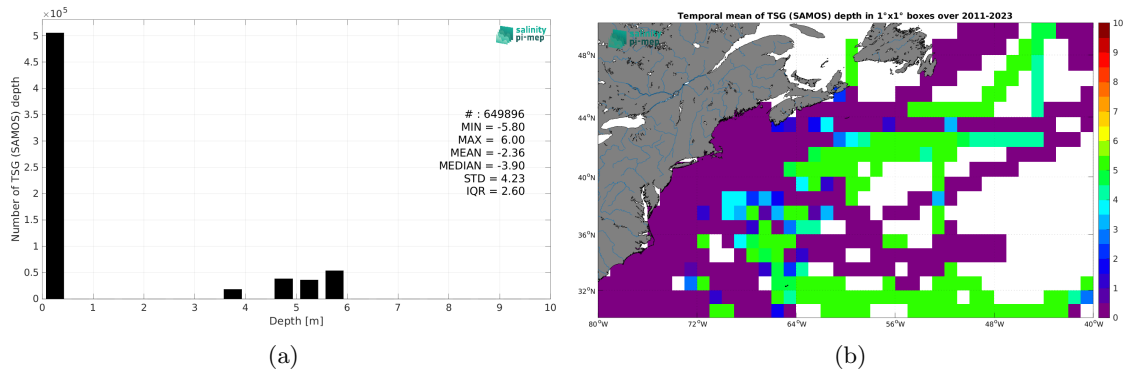 ×10⁵
5
4.5
4
3.5
3
2.5
2
1.5
1
0.5
0
Number of TSG (SAMOS) depth
salinity
pi-mep
# : 649896
MIN = -5.80
MAX = 6.00
MEAN = -2.36
MEDIAN = -3.90
STD = 4.23
IQR = 2.60
0 1 2 3 4 5 6 7 8 9 10
Depth [m]
(a)
Temporal mean of TSG (SAMOS) depth in 1°x1° boxes over 2011-2023
salinity
pi-mep
48°N
44°N
40°N
36°N
32°N
80°W 72°W 64°W 56°W 48°W 40°W
10
9
8
7
6
5
4
3
2
1
0
(b)